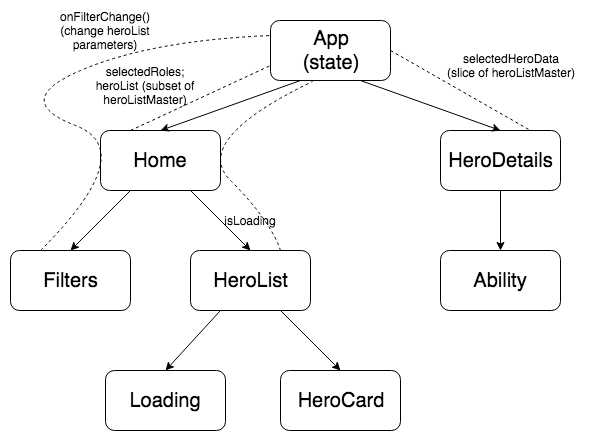 onFilterChange()
(change heroList
parameters)
App
(state)
selectedRoles;
heroList (subset of
heroListMaster)
selectedHeroData
(slice of heroListMaster)
Home
HeroDetails
isLoading
Filters
HeroList
Ability
Loading
HeroCard